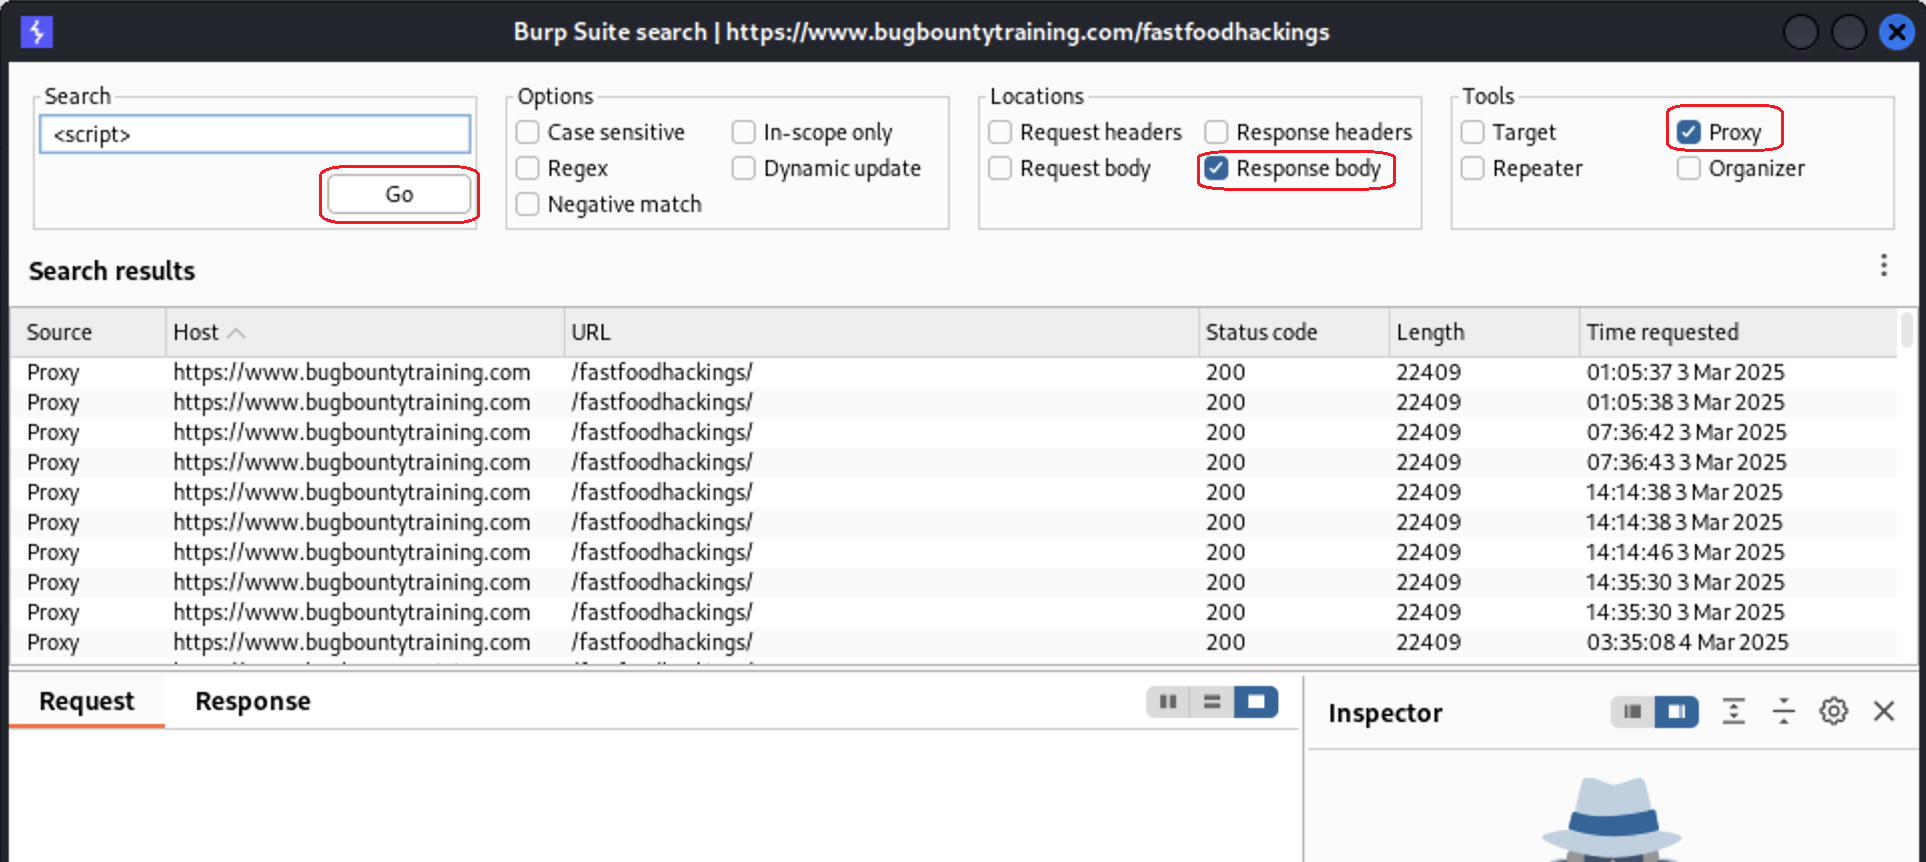 Burp Suite search | https://www.bugbountytraining.com/fastfoodhackings
Search Options Locations Tools
<script> Case sensitive In-scope only Request headers Response headers Target Proxy
Regex Dynamic update Request body Response body Repeater Organizer
Go Negative match
Search results
Source Host URL Status code Length Time requested
Proxy https://www.bugbountytraining.com /fastfoodhackings/ 200 22409 01:05:37 3 Mar 2025
Proxy https://www.bugbountytraining.com /fastfoodhackings/ 200 22409 01:05:38 3 Mar 2025
Proxy https://www.bugbountytraining.com /fastfoodhackings/ 200 22409 07:36:42 3 Mar 2025
Proxy https://www.bugbountytraining.com /fastfoodhackings/ 200 22409 07:36:43 3 Mar 2025
Proxy https://www.bugbountytraining.com /fastfoodhackings/ 200 22409 14:14:38 3 Mar 2025
Proxy https://www.bugbountytraining.com /fastfoodhackings/ 200 22409 14:14:38 3 Mar 2025
Proxy https://www.bugbountytraining.com /fastfoodhackings/ 200 22409 14:14:46 3 Mar 2025
Proxy https://www.bugbountytraining.com /fastfoodhackings/ 200 22409 14:35:30 3 Mar 2025
Proxy https://www.bugbountytraining.com /fastfoodhackings/ 200 22409 14:35:30 3 Mar 2025
Proxy https://www.bugbountytraining.com /fastfoodhackings/ 200 22409 03:35:08 4 Mar 2025
Request Response Inspector